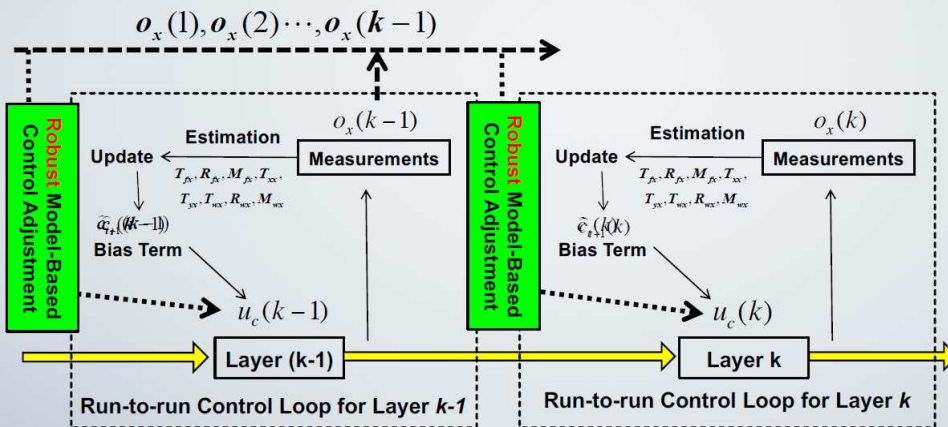 o_x(1), o_x(2)⋯, o_x(k−1)
Robust Model-Based
Control Adjustment
Update
Estimation
o_x(k−1)
Measurements
T_fx, R_fx, M_fx, T_xx,
T_yx, T_wx, R_wx, M_wx
Bias Term
u_c(k−1)
Layer (k-1)
Run-to-run Control Loop for Layer k-1
Robust Model-Based
Control Adjustment
Update
Estimation
o_x(k)
Measurements
T_fx, R_fx, M_fx, T_xx,
T_yx, T_wx, R_wx, M_wx
Bias Term
u_c(k)
Layer k
Run-to-run Control Loop for Layer k